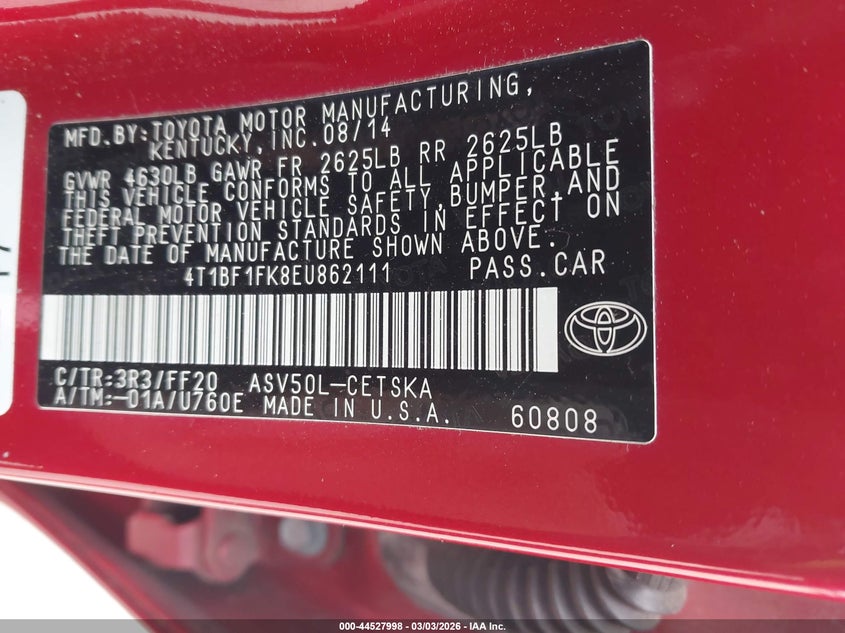 MFD.BY:TOYOTA MOTOR MANUFACTURING,
KENTUCKY,INC.08/14
GVWR 4630LB GAWR FR 2625LB RR 2625LB
THIS VEHICLE CONFORMS TO ALL APPLICABLE
FEDERAL MOTOR VEHICLE SAFETY,BUMPER,AND
THEFT PREVENTION STANDARDS IN EFFECT ON
THE DATE OF MANUFACTURE SHOWN ABOVE.
4T1BF1FK8EU862111 PASS.CAR
C/TR:3R3/FF20 ASV50L-CETSKA
A/TM:-01A/U760E MADE IN U.S.A. 60808
000-44527998 - 03/03/2026 - IAA Inc.